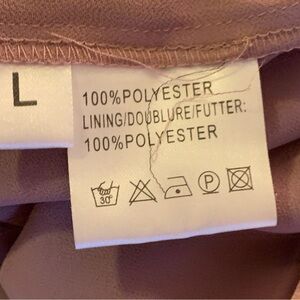 L
100%POLYESTER
LINING/DOUBLURE/FUTTER:
100%POLYESTER
30°
P